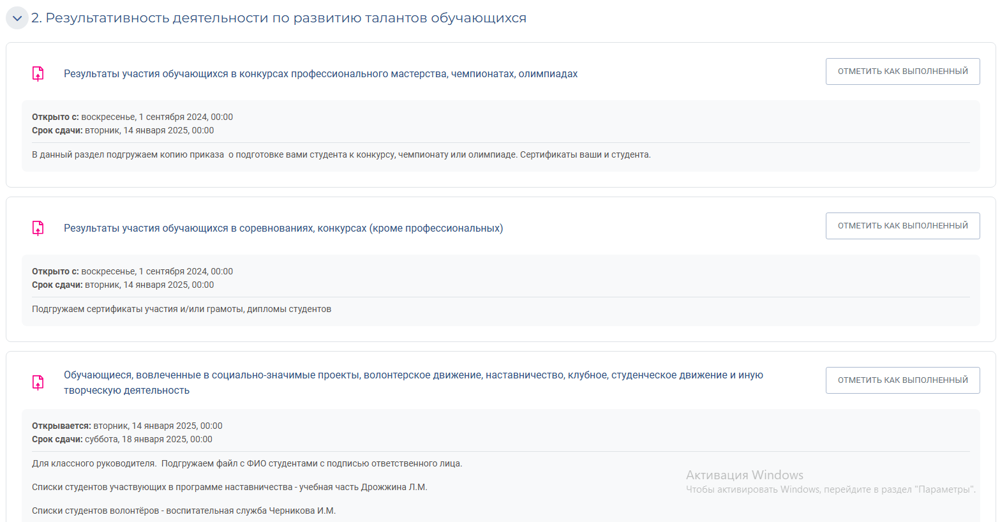 2. Результативность деятельности по развитию талантов обучающихся
Результаты участия обучающихся в конкурсах профессионального мастерства, чемпионатах, олимпиадах
ОТМЕТИТЬ КАК ВЫПОЛНЕННЫЙ
Открыто с: воскресенье, 1 сентября 2024, 00:00
Срок сдачи: вторник, 14 января 2025, 00:00
В данный раздел подгружаем копию приказа  о подготовке вами студента к конкурсу, чемпионату или олимпиаде. Сертификаты ваши и студента.
Результаты участия обучающихся в соревнованиях, конкурсах (кроме профессиональных)
ОТМЕТИТЬ КАК ВЫПОЛНЕННЫЙ
Открыто с: воскресенье, 1 сентября 2024, 00:00
Срок сдачи: вторник, 14 января 2025, 00:00
Подгружаем сертификаты участия и/или грамоты, дипломы студентов
Обучающиеся, вовлеченные в социально-значимые проекты, волонтерское движение, наставничество, клубное, студенческое движение и иную
творческую деятельность
ОТМЕТИТЬ КАК ВЫПОЛНЕННЫЙ
Открывается: вторник, 14 января 2025, 00:00
Срок сдачи: суббота, 18 января 2025, 00:00
Для классного руководителя.  Подгружаем файл с ФИО студентами с подписью ответственного лица.
Списки студентов участвующих в программе наставничества - учебная часть Дрожжина Л.М.
Списки студентов волонтёров - воспитательная служба Черникова И.М.
Активация Windows
Чтобы активировать Windows, перейдите в раздел "Параметры".